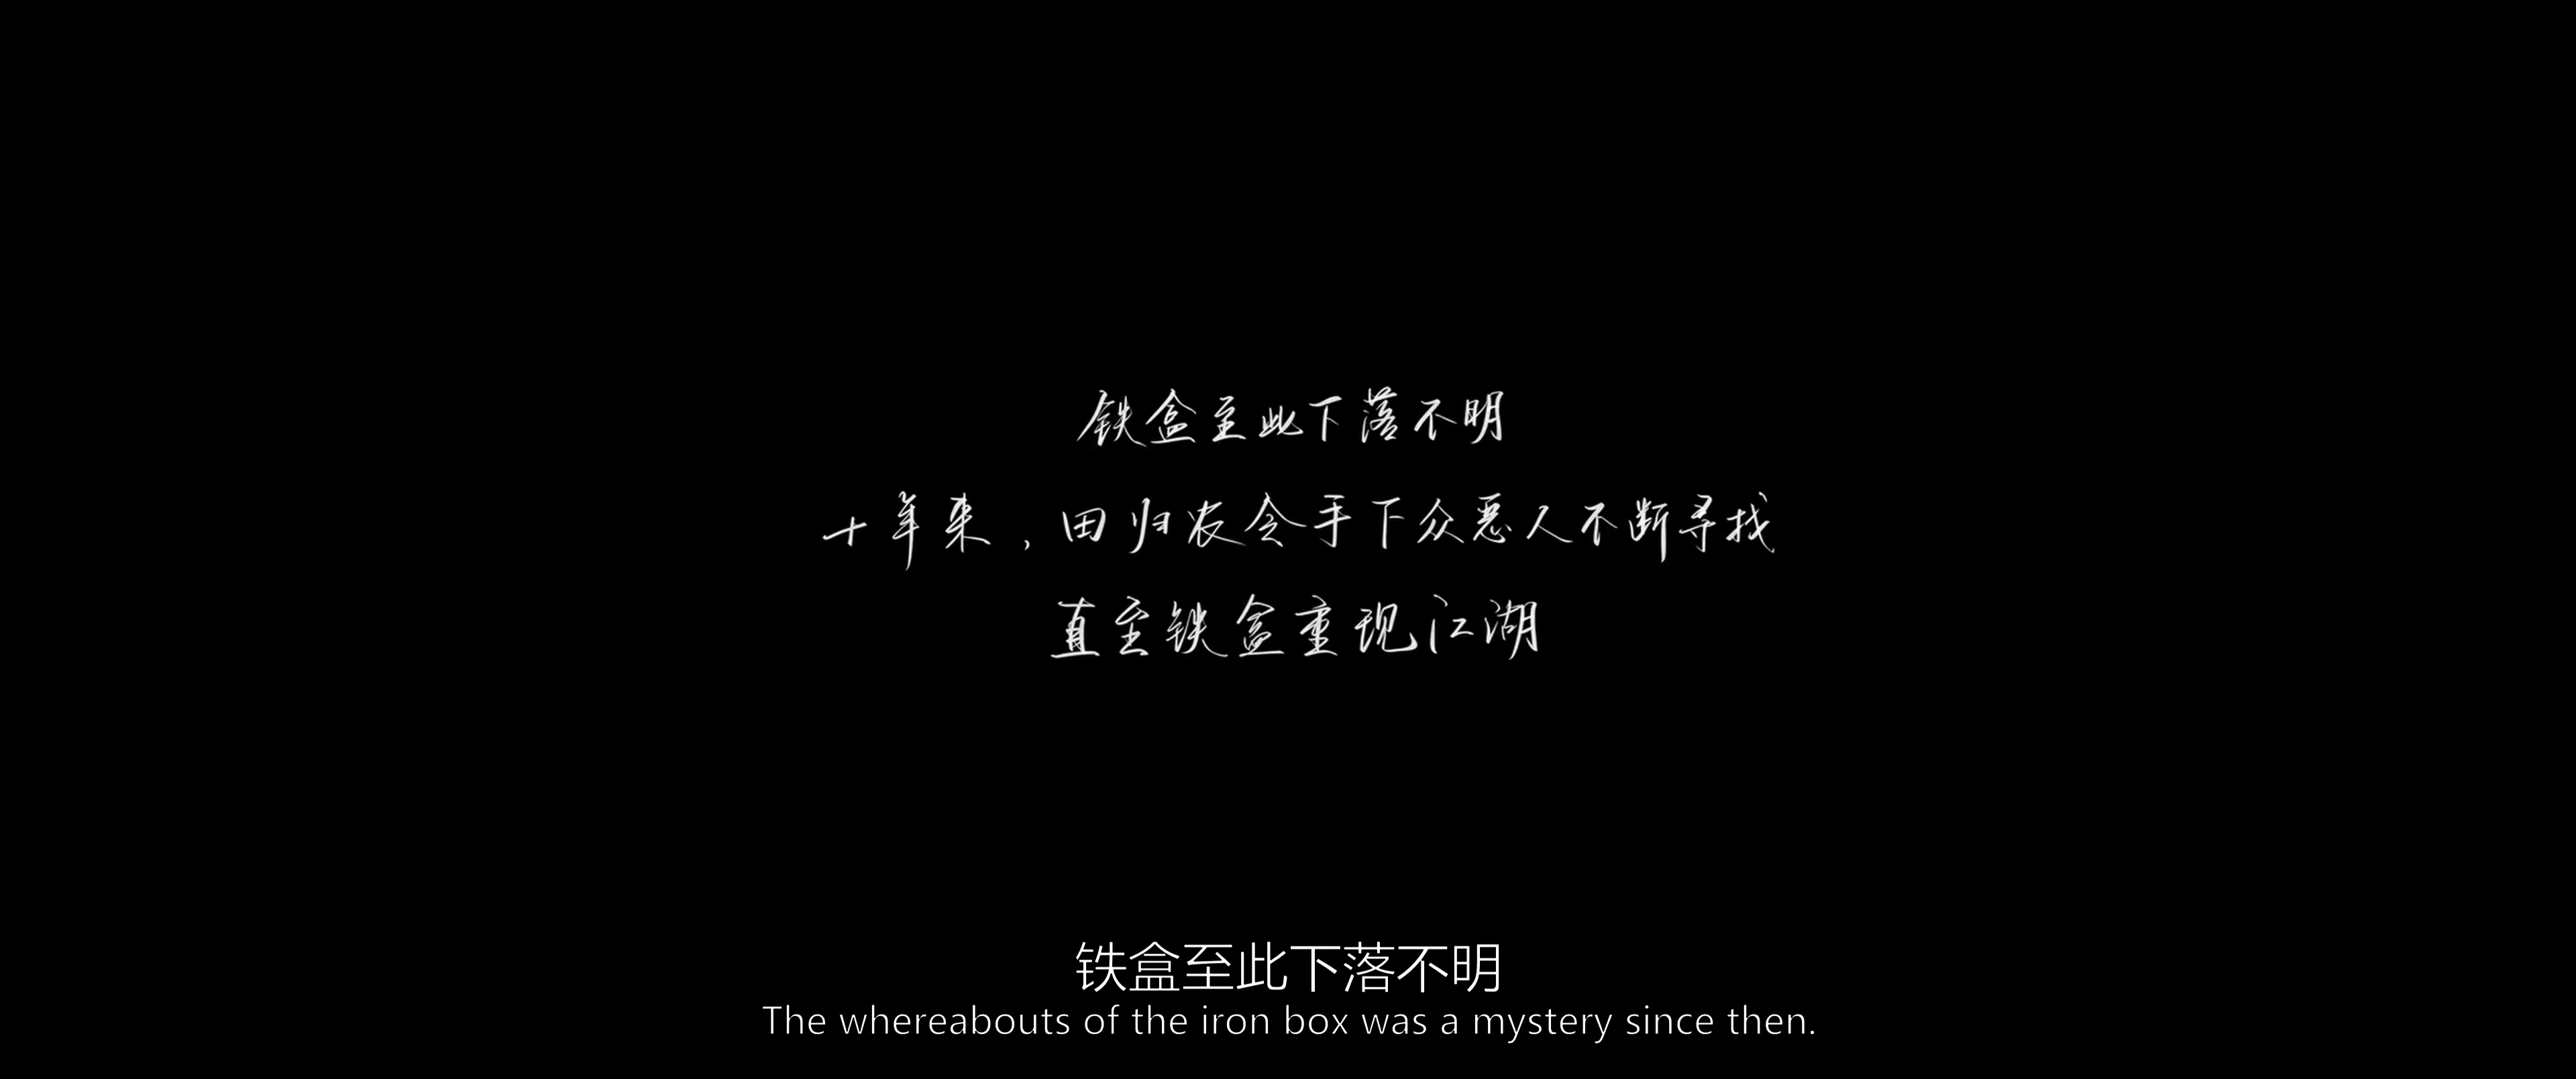 铁盒至此下落不明
十年来，田归农令手下众恶人不断寻找
直至铁盒重现江湖
铁盒至此下落不明
The whereabouts of the iron box was a mystery since then.